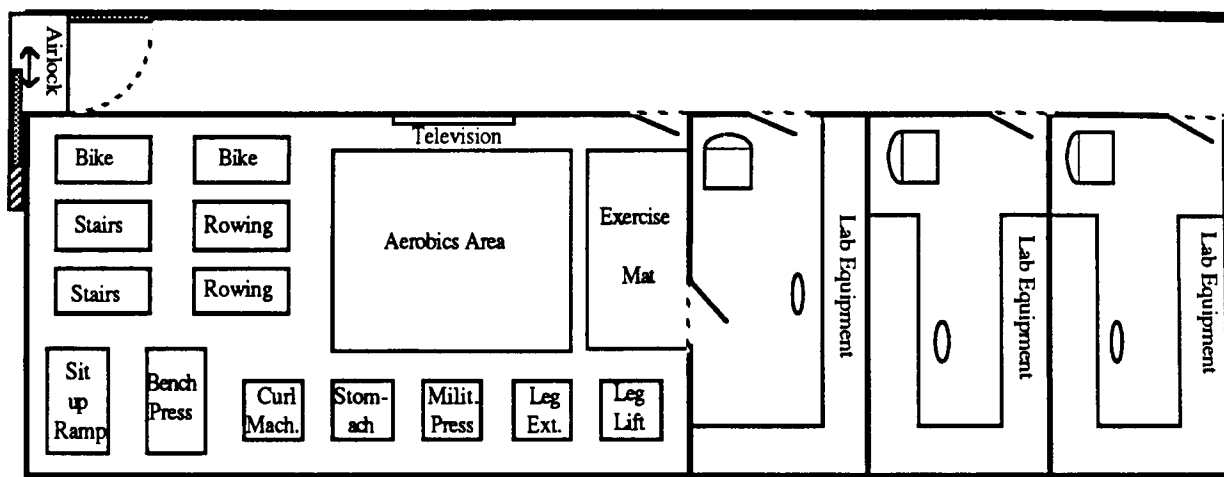 Airlock
Television
Bike
Bike
Stairs
Rowing
Stairs
Rowing
Aerobics Area
Exercise
Mat
Sit
up
Ramp
Bench
Press
Curl
Mach.
Stom-
ach
Milit.
Press
Leg
Ext.
Leg
Lift
Lab Equipment
Lab Equipment
Lab Equipment